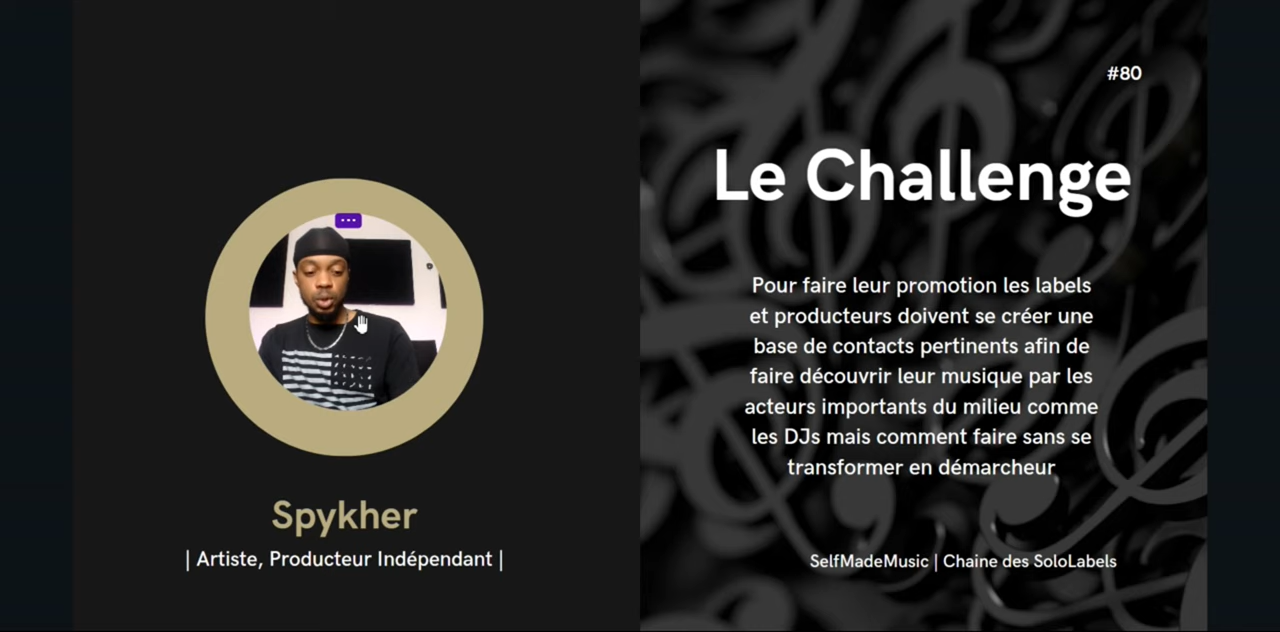 Spykher
| Artiste, Producteur Indépendant |
#80
Le Challenge
Pour faire leur promotion les labels
et producteurs doivent se créer une
base de contacts pertinents afin de
faire découvrir leur musique par les
acteurs importants du milieu comme
les DJs mais comment faire sans se
transformer en démarcheur
SelfMadeMusic | Chaine des SoloLabels